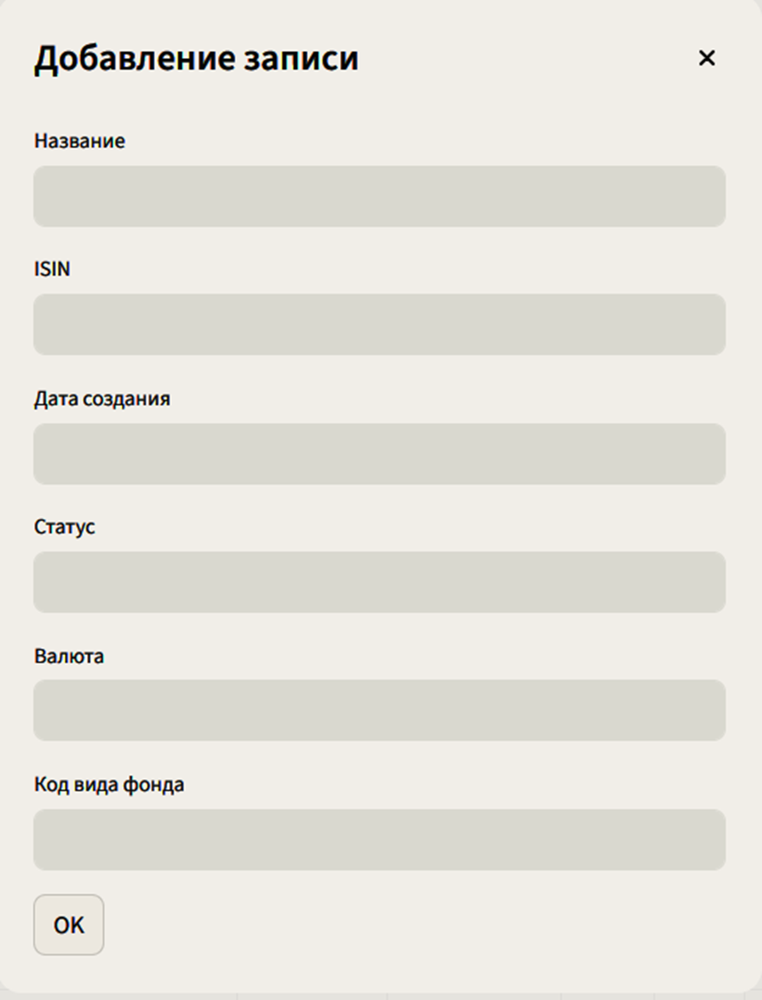 Добавление записи
Название
ISIN
Дата создания
Статус
Валюта
Код вида фонда
OK